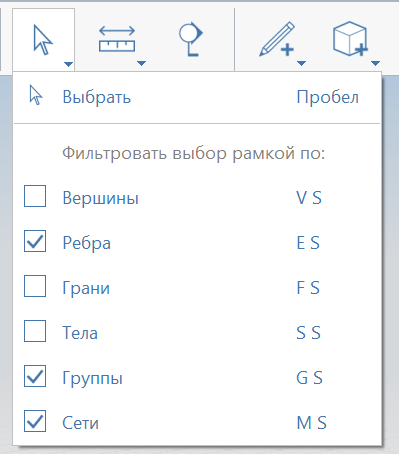 Выбрать Пробел
Фильтровать выбор рамкой по:
Вершины V S
Ребра E S
Грани F S
Тела S S
Группы G S
Сети M S